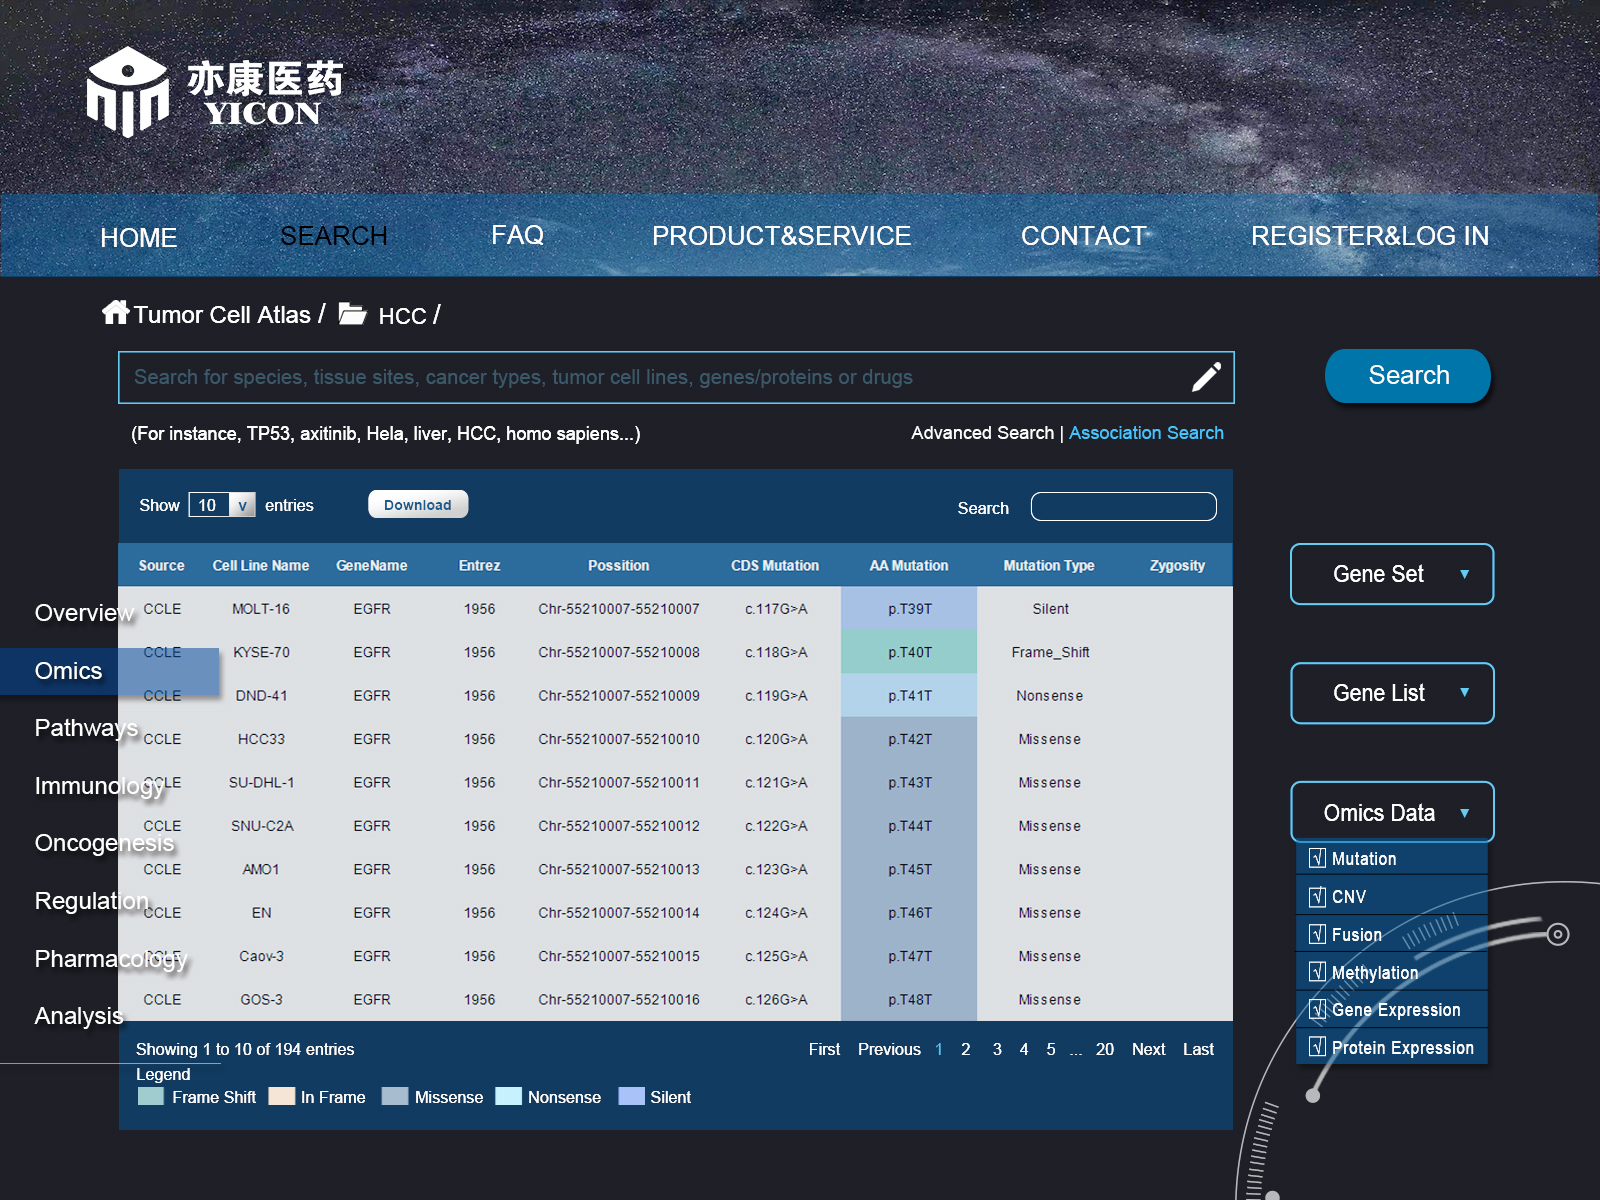 亦康医药
YICON
HOME SEARCH FAQ PRODUCT&SERVICE CONTACT REGISTER&LOG IN
Tumor Cell Atlas / HCC /
Search for species, tissue sites, cancer types, tumor cell lines, genes/proteins or drugs
Search
(For instance, TP53, axitinib, Hela, liver, HCC, homo sapiens...)
Advanced Search | Association Search
Show 10 v entries Download Search
Source Cell Line Name GeneName Entrez Possition CDS Mutation AA Mutation Mutation Type Zygosity
CCLE MOLT-16 EGFR 1956 Chr-55210007-55210007 c.117G>A p.T39T Silent
CCLE KYSE-70 EGFR 1956 Chr-55210007-55210008 c.118G>A p.T40T Frame_Shift
CCLE DND-41 EGFR 1956 Chr-55210007-55210009 c.119G>A p.T41T Nonsense
CCLE HCC33 EGFR 1956 Chr-55210007-55210010 c.120G>A p.T42T Missense
CCLE SU-DHL-1 EGFR 1956 Chr-55210007-55210011 c.121G>A p.T43T Missense
CCLE SNU-C2A EGFR 1956 Chr-55210007-55210012 c.122G>A p.T44T Missense
CCLE AMO1 EGFR 1956 Chr-55210007-55210013 c.123G>A p.T45T Missense
CCLE EN EGFR 1956 Chr-55210007-55210014 c.124G>A p.T46T Missense
CCLE Caov-3 EGFR 1956 Chr-55210007-55210015 c.125G>A p.T47T Missense
CCLE GOS-3 EGFR 1956 Chr-55210007-55210016 c.126G>A p.T48T Missense
Showing 1 to 10 of 194 entries
First Previous 1 2 3 4 5 ... 20 Next Last
Legend
Frame Shift In Frame Missense Nonsense Silent
Overview
Omics
Pathways
Immunology
Oncogenesis
Regulation
Pharmacology
Analysis
Gene Set
Gene List
Omics Data
Mutation
CNV
Fusion
Methylation
Gene Expression
Protein Expression